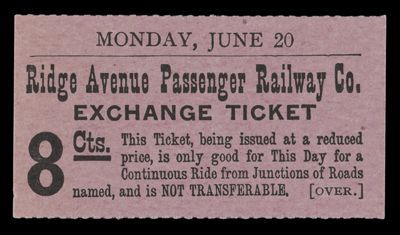 MONDAY, JUNE 20
Ridge Avenue Passenger Railway Co.
EXCHANGE TICKET
8 Cts. This Ticket, being issued at a reduced
price, is only good for This Day for a
Continuous Ride from Junctions of Roads
named, and is NOT TRANSFERABLE. [OVER.]